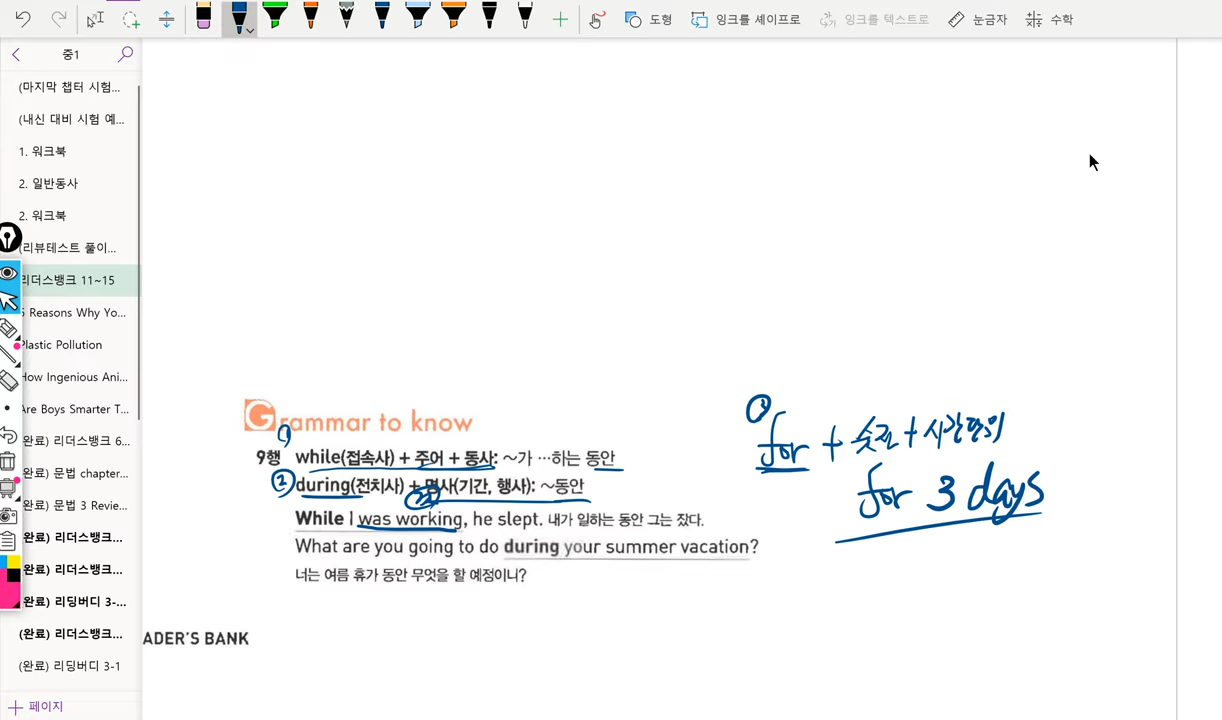 도형
잉크를 셰이프로
잉크를 텍스트로
눈금자
수학
중1
(마지막 챕터 시험...
(내신 대비 시험 예...
1. 워크북
2. 일반동사
2. 워크북
(리뷰테스트 풀이...
리더스뱅크 11~15
Reasons Why Yo...
Plastic Pollution
How Ingenious Ani...
Are Boys Smarter T...
완료) 리더스뱅크 6...
완료) 문법 chapter...
완료) 문법 3 Revie...
완료) 리더스뱅크...
완료) 리더스뱅크...
완료) 리딩버디 3-...
(완료) 리더스뱅크...
(완료) 리딩버디 3-1
페이지
Grammar to know
①
9행 while(접속사) + 주어 + 동사: ~가 …하는 동안
② during(전치사) + 명사(기간, 행사): ~동안
While I was working, he slept. 내가 일하는 동안 그는 잤다.
What are you going to do during your summer vacation?
너는 여름 휴가 동안 무엇을 할 예정이니?
ADER'S BANK
for + 숫자 + 시간단위
for 3 days